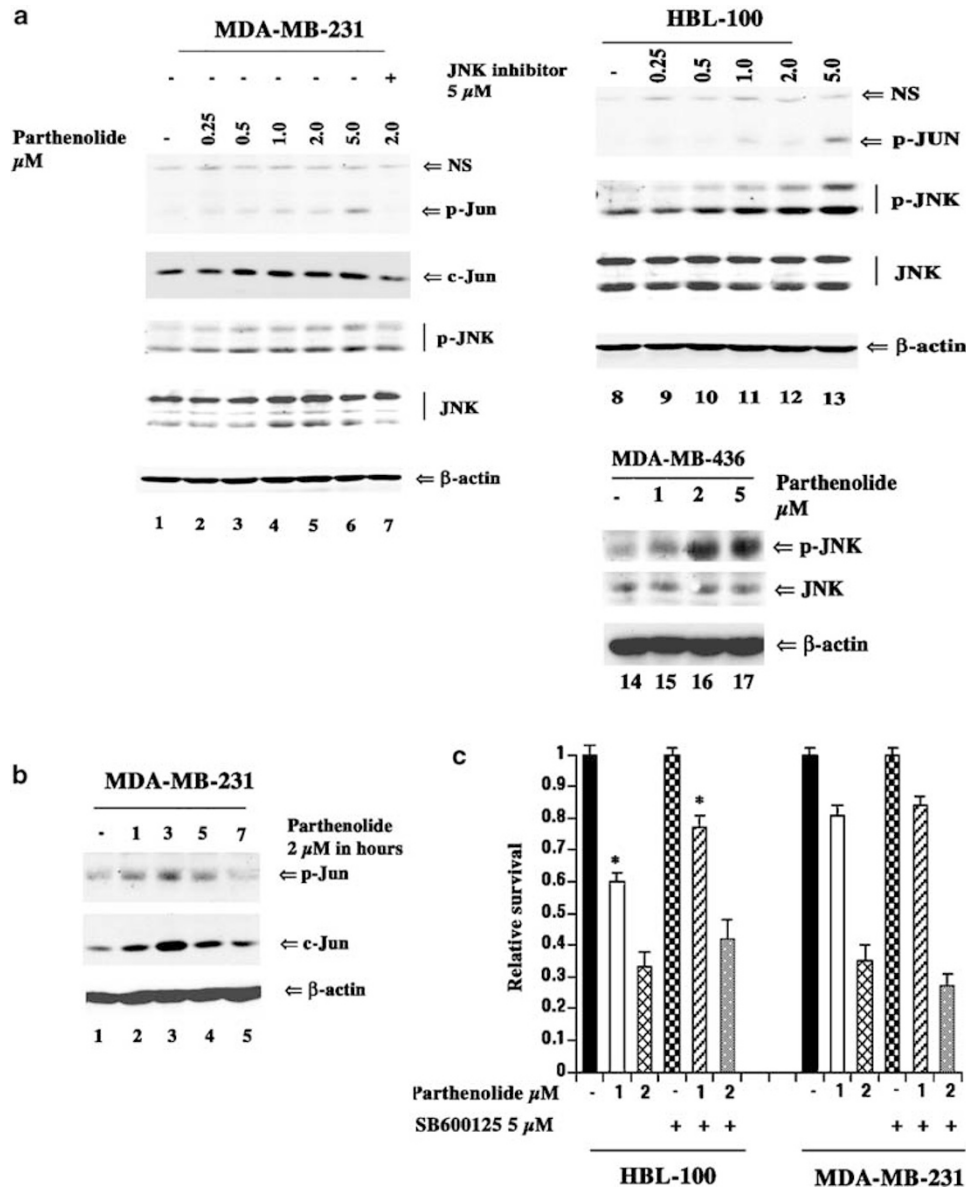 a
MDA-MB-231
- - - - - - +
JNK inhibitor
5 µM
Parthenolide
µM
- 0.25 0.5 1.0 2.0 5.0 2.0
⇐ NS
⇐ p-Jun
⇐ c-Jun
p-JNK
JNK
⇐ β-actin
1 2 3 4 5 6 7
HBL-100
- 0.25 0.5 1.0 2.0 5.0
⇐ NS
⇐ p-JUN
p-JNK
JNK
⇐ β-actin
8 9 10 11 12 13
MDA-MB-436
- 1 2 5
Parthenolide
µM
⇐ p-JNK
⇐ JNK
⇐ β-actin
14 15 16 17
b
MDA-MB-231
- 1 3 5 7
Parthenolide
2 µM in hours
⇐ p-Jun
⇐ c-Jun
⇐ β-actin
1 2 3 4 5
c
Relative survival
1
0.9
0.8
0.7
0.6
0.5
0.4
0.3
0.2
0.1
0
* *
Parthenolide µM - 1 2 - 1 2 - 1 2 - 1 2
SB600125 5 µM + + + + + +
HBL-100 MDA-MB-231